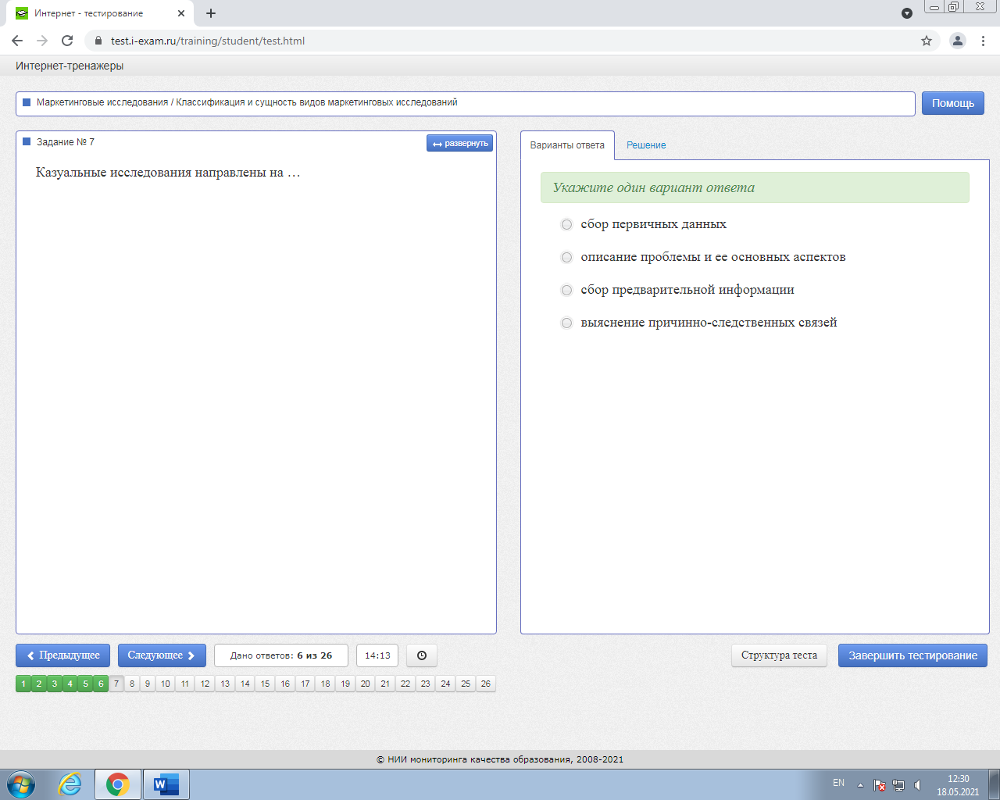 Интернет - тестирование
test.i-exam.ru/training/student/test.html
Интернет-тренажеры
Маркетинговые исследования / Классификация и сущность видов маркетинговых исследований
Помощь
Задание № 7
развернуть
Казуальные исследования направлены на …
Варианты ответа
Решение
Укажите один вариант ответа
сбор первичных данных
описание проблемы и ее основных аспектов
сбор предварительной информации
выяснение причинно-следственных связей
Предыдущее
Следующее
Дано ответов: 6 из 26
14:13
Структура теста
Завершить тестирование
1 2 3 4 5 6 7 8 9 10 11 12 13 14 15 16 17 18 19 20 21 22 23 24 25 26
© НИИ мониторинга качества образования, 2008-2021
EN
12:30
18.05.2021